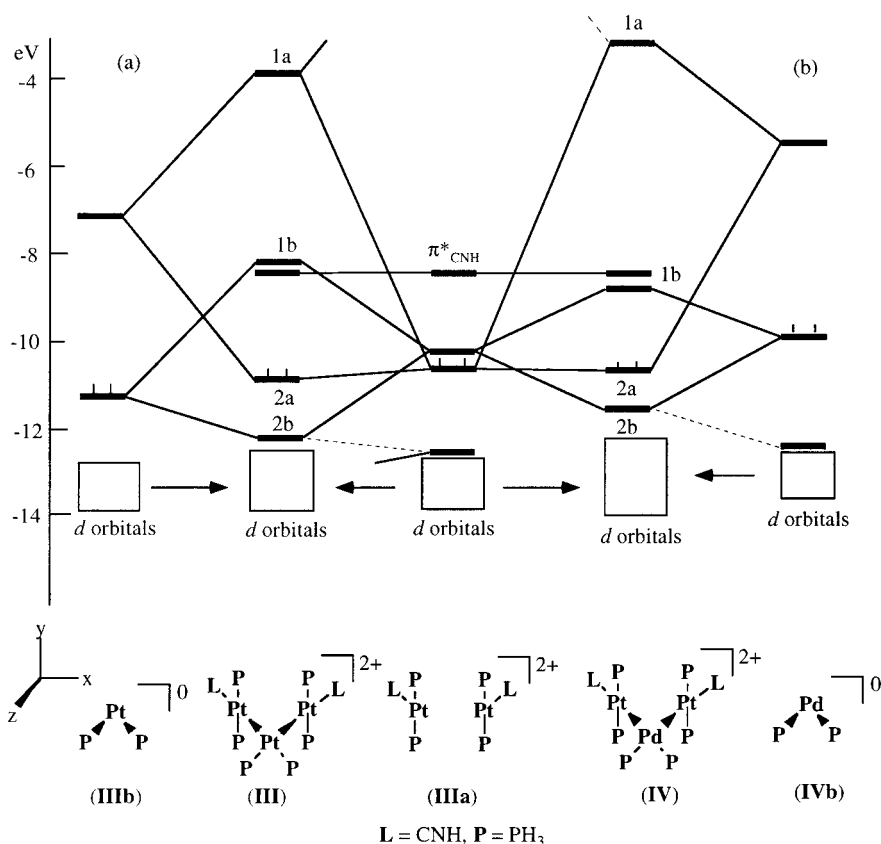 1a
eV
(a)
1a
(b)
-4
-6
-8
1b
π*CNH
1b
-10
2a
2a
2b
2b
-12
-14
d orbitals
d orbitals
d orbitals
d orbitals
d orbitals
y
x
z
0
Pt
P
P
2+
P
P
L
L
Pt
Pt
P
P
Pt
P
P
2+
P
P
L
L
Pt
Pt
P
P
2+
P
P
L
L
Pt
Pt
P
P
Pd
P
P
0
Pd
P
P
(IIIb)
(III)
(IIIa)
(IV)
(IVb)
L = CNH, P = PH3